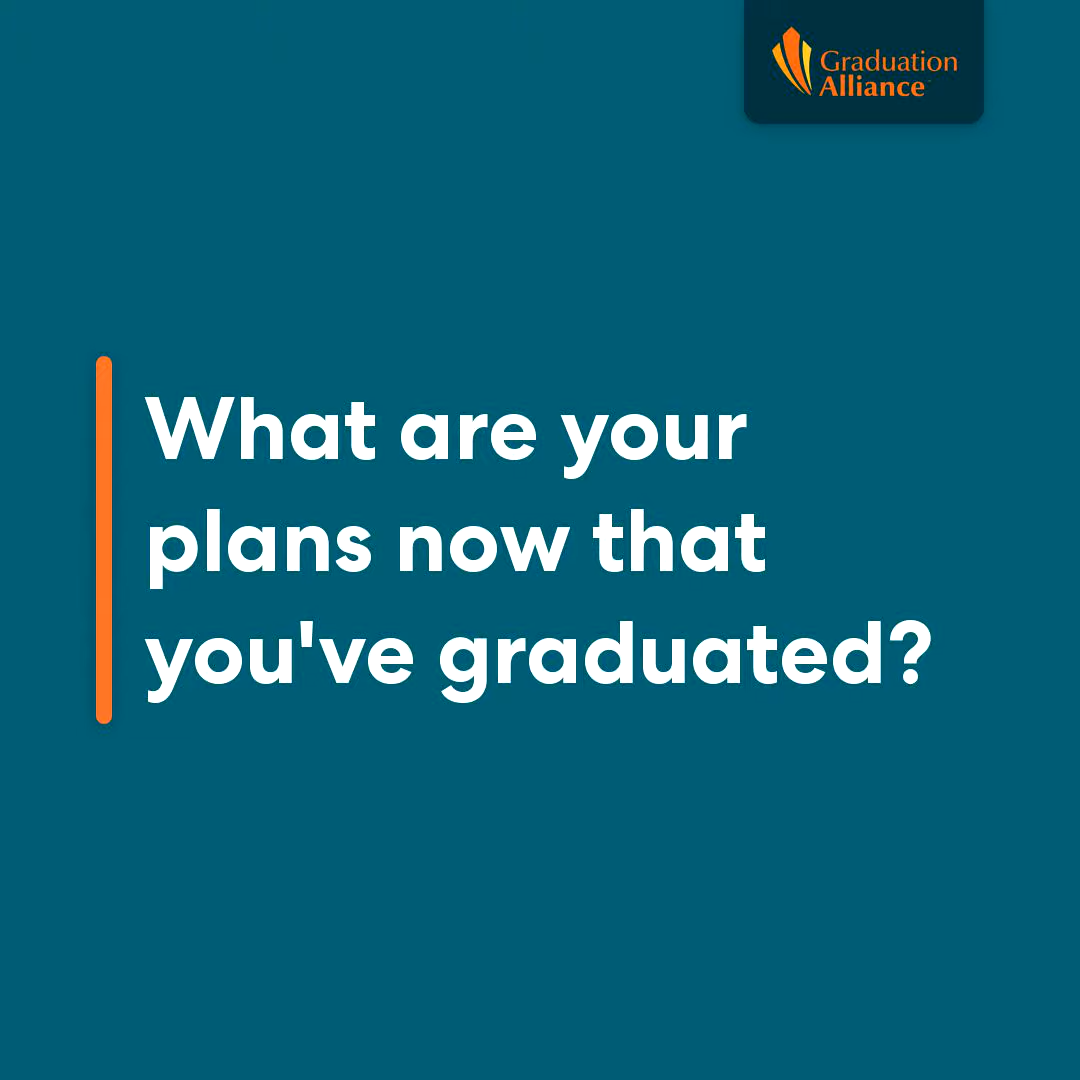 Graduation
Alliance
What are your
plans now that
you've graduated?